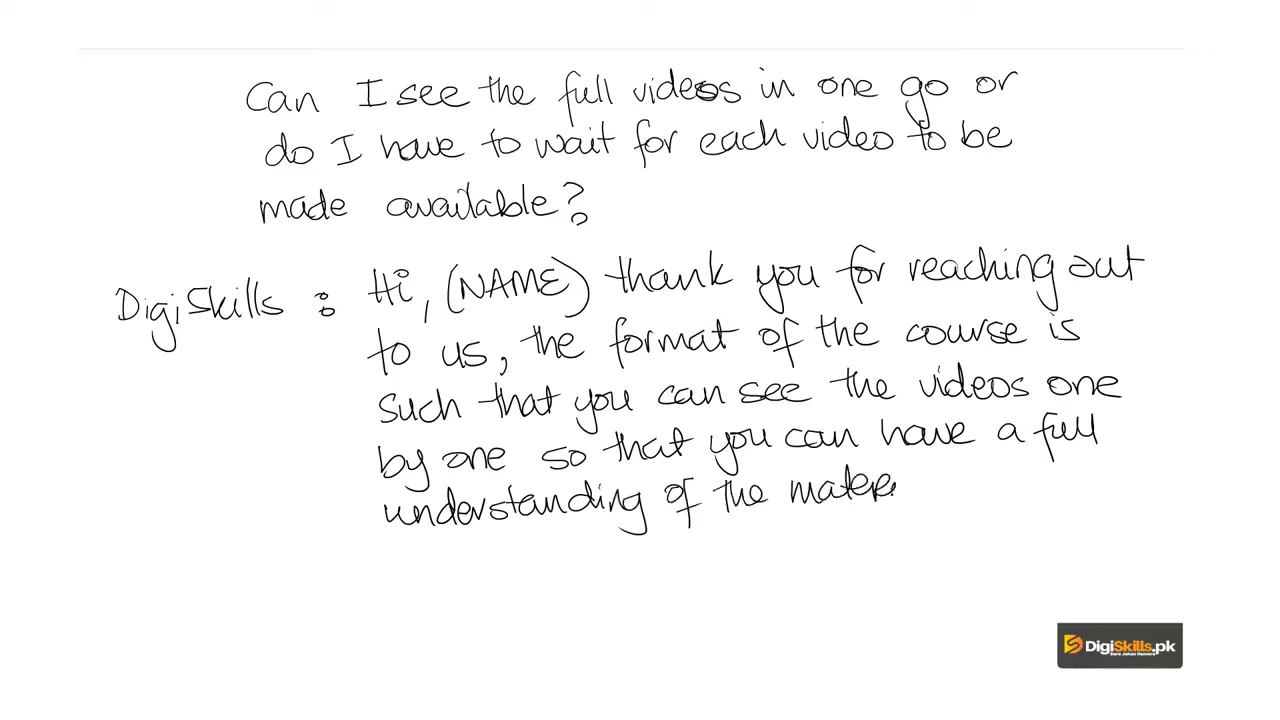 Can I see the full videos in one go or
do I have to wait for each video to be
made available?
DigiSkills : Hi, (NAME) thank you for reaching out
to us, the format of the course is
such that you can see the videos one
by one so that you can have a full
understanding of the matere
DigiSkills.pk